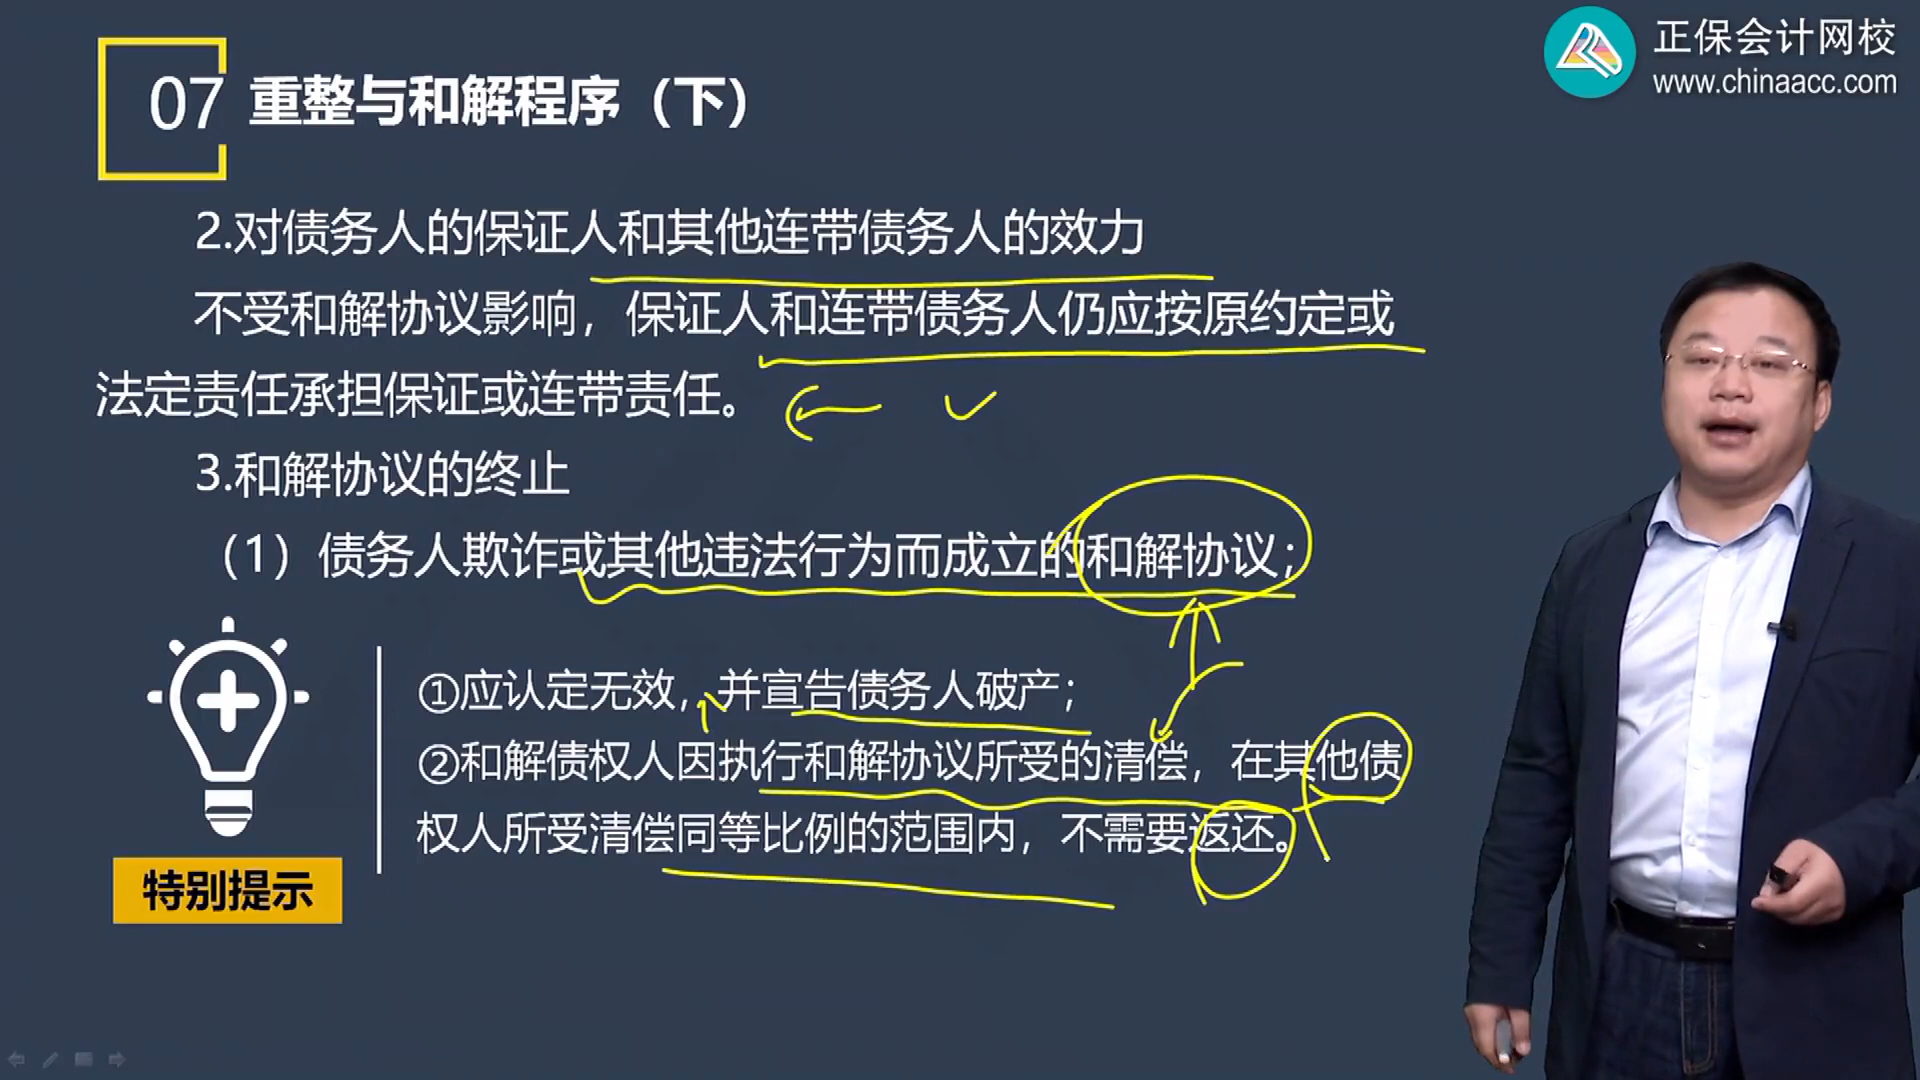 正保会计网校
www.chinaacc.com
07 重整与和解程序（下）
2.对债务人的保证人和其他连带债务人的效力
不受和解协议影响，保证人和连带债务人仍应按原约定或
法定责任承担保证或连带责任。
3.和解协议的终止
（1）债务人欺诈或其他违法行为而成立的和解协议；
①应认定无效，并宣告债务人破产；
②和解债权人因执行和解协议所受的清偿，在其他债
权人所受清偿同等比例的范围内，不需要返还。
特别提示